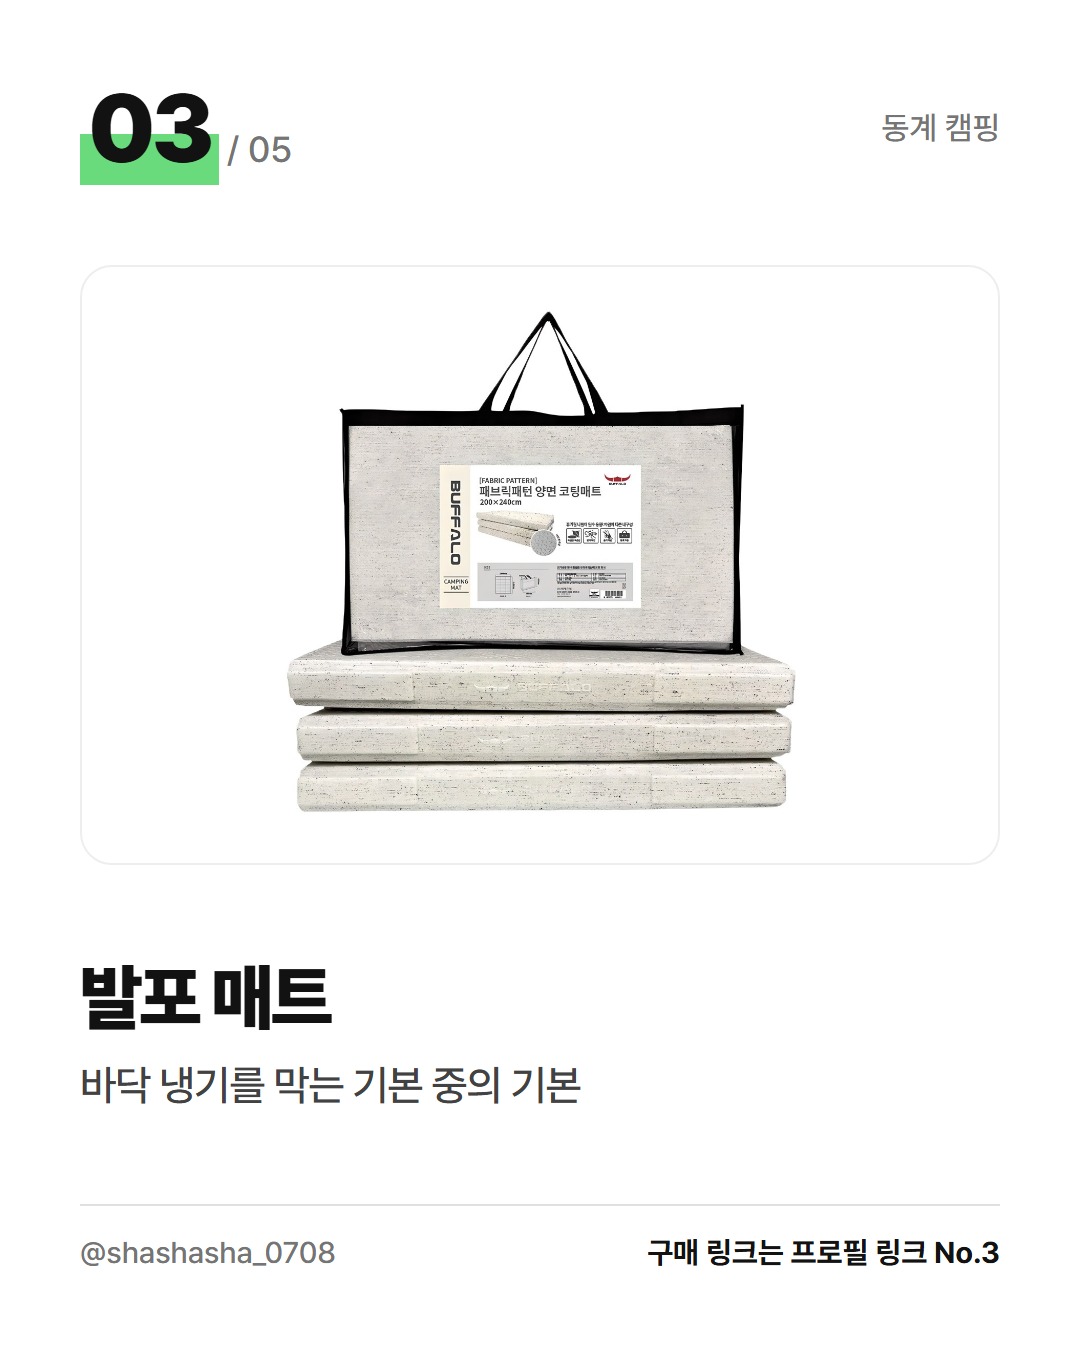 03 / 05
동계 캠핑
BUFFALO
CAMPING
MAT
[FABRIC PATTERN]
패브릭패턴 양면 코팅매트
200×240cm
BUFFALO
BUFFALO
발포 매트
바닥 냉기를 막는 기본 중의 기본
@shashasha_0708
구매 링크는 프로필 링크 No.3